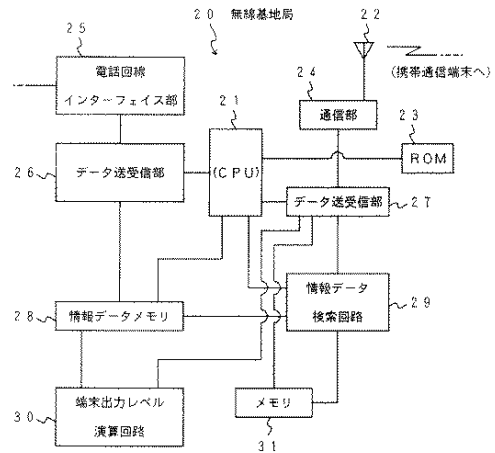 20 無線基地局
22
25
24
(携帯通信端末へ)
電話回線
インターフェイス部
21
通信部
23
26
データ送受信部
(CPU)
ROM
データ送受信部
27
28
情報データメモリ
情報データ
検索回路
29
30
端末出力レベル
演算回路
メモリ
31